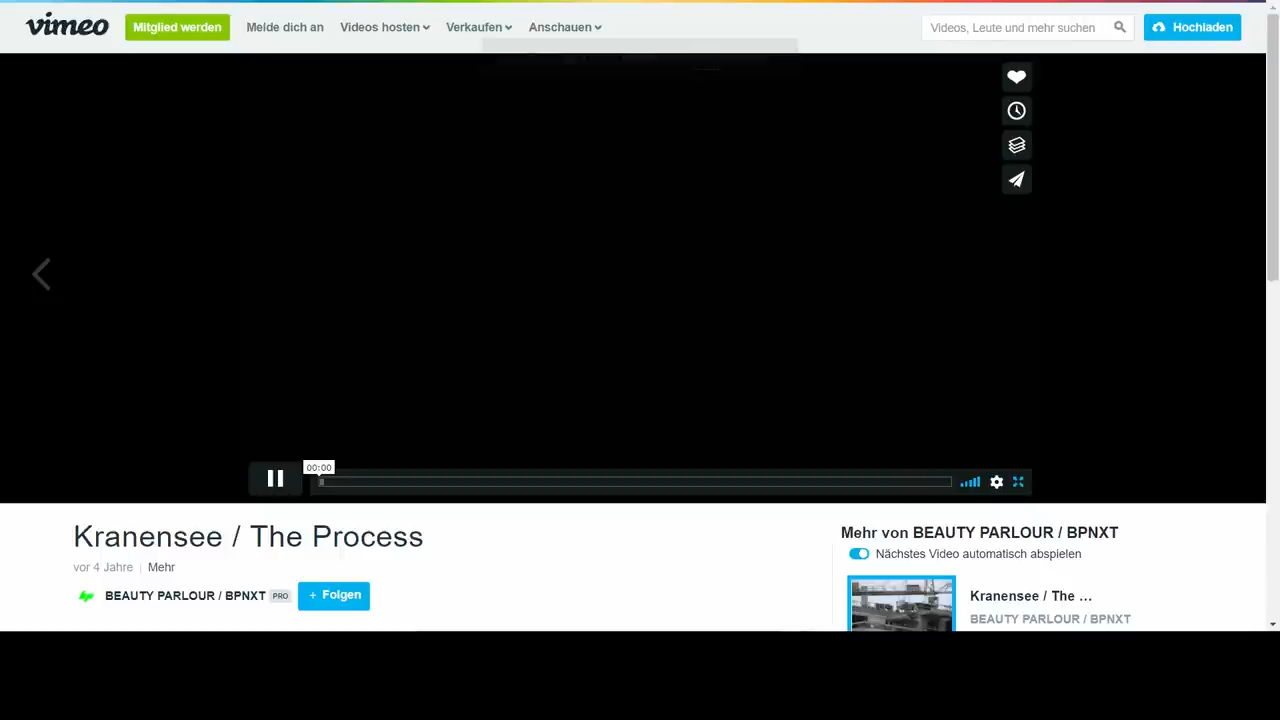 vimeo Mitglied werden Melde dich an Videos hosten Verkaufen Anschauen Videos, Leute und mehr suchen Hochladen
00:00
Kranensee / The Process
vor 4 Jahre | Mehr
BEAUTY PARLOUR / BPNXT PRO + Folgen
Mehr von BEAUTY PARLOUR / BPNXT
Nächstes Video automatisch abspielen
Kranensee / The ...
BEAUTY PARLOUR / BPNXT